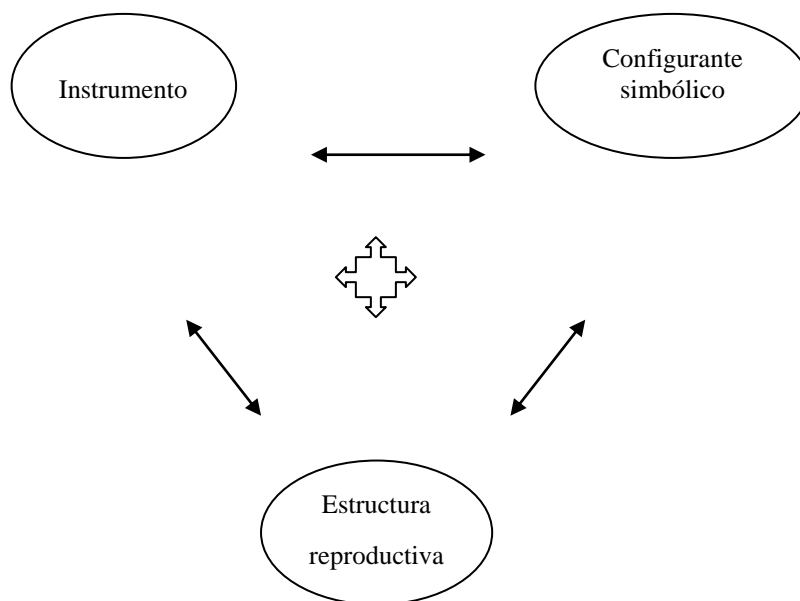 Instrumento
Configurante
simbólico
Estructura
reproductiva